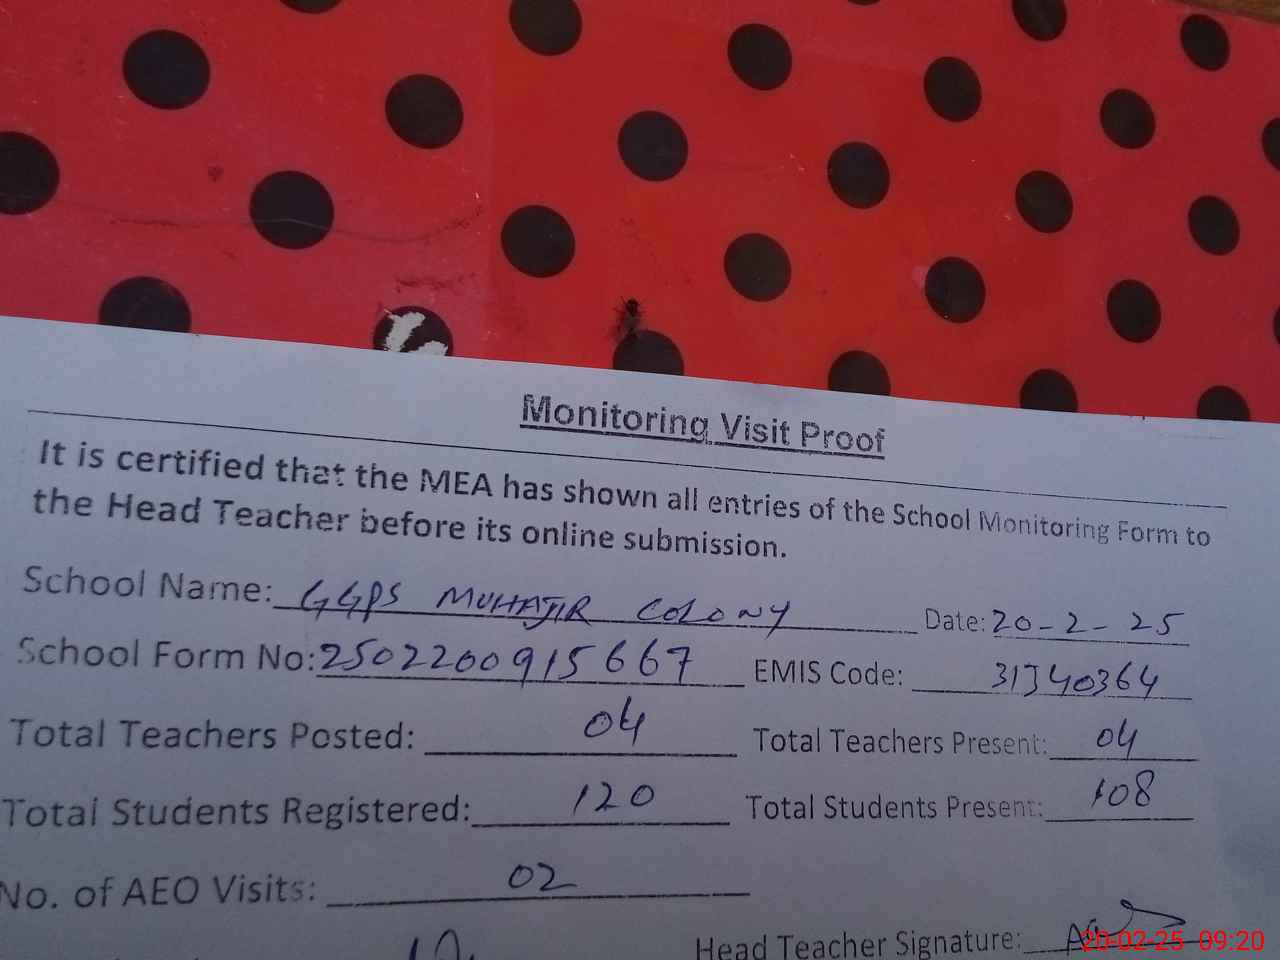 Monitoring Visit Proof
It is certified that the MEA has shown all entries of the School Monitoring Form to
the Head Teacher before its online submission.
School Name: GGPS MUHAJIR COLONY Date: 20-2-25
School Form No: 2502200915667 EMIS Code: 31340364
Total Teachers Posted: 04 Total Teachers Present: 04
Total Students Registered: 120 Total Students Present: 108
No. of AEO Visits: 02
Head Teacher Signature:
20-02-25 09:20